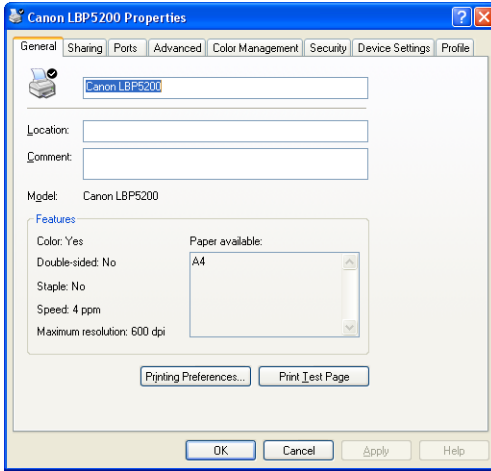 Canon LBP5200 Properties
General Sharing Ports Advanced Color Management Security Device Settings Profile
Canon LBP5200
Location:
Comment:
Model: Canon LBP5200
Features
Color: Yes Paper available:
Double-sided: No A4
Staple: No
Speed: 4 ppm
Maximum resolution: 600 dpi
Printing Preferences... Print Test Page
OK Cancel Apply Help